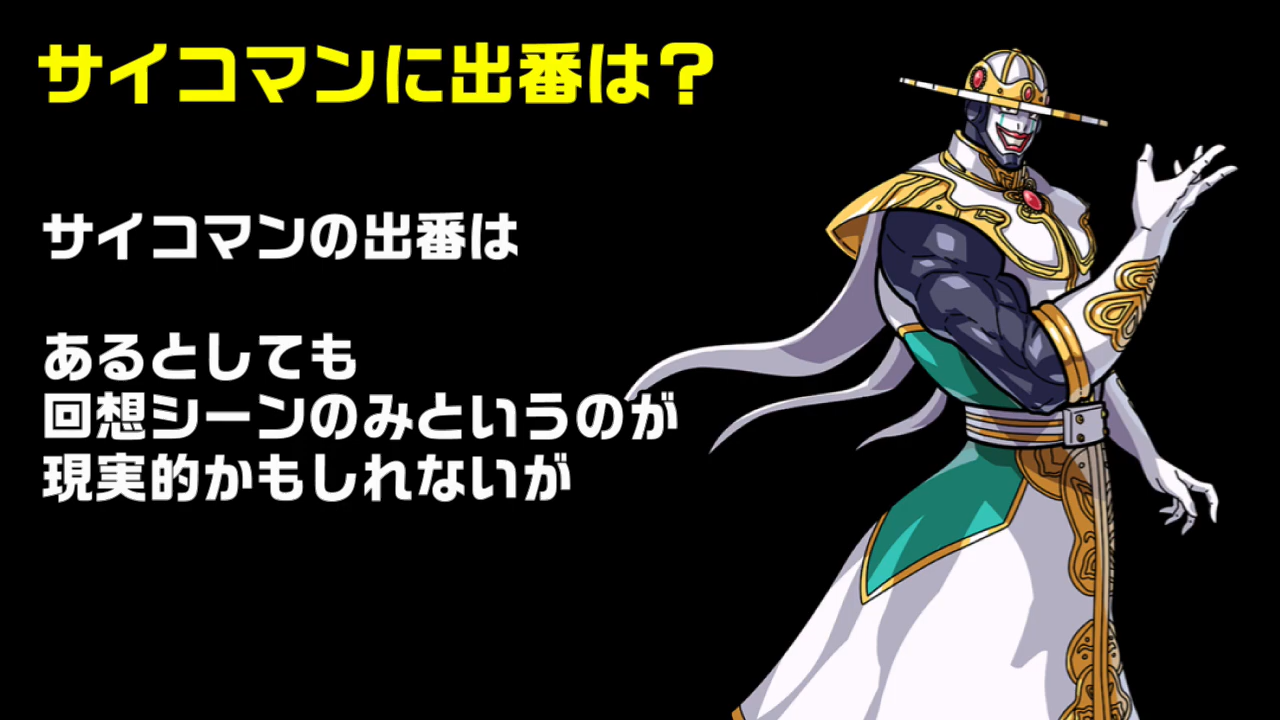 サイコマンに出番は？
サイコマンの出番は
あるとしても
回想シーンのみというのが
現実的かもしれないが